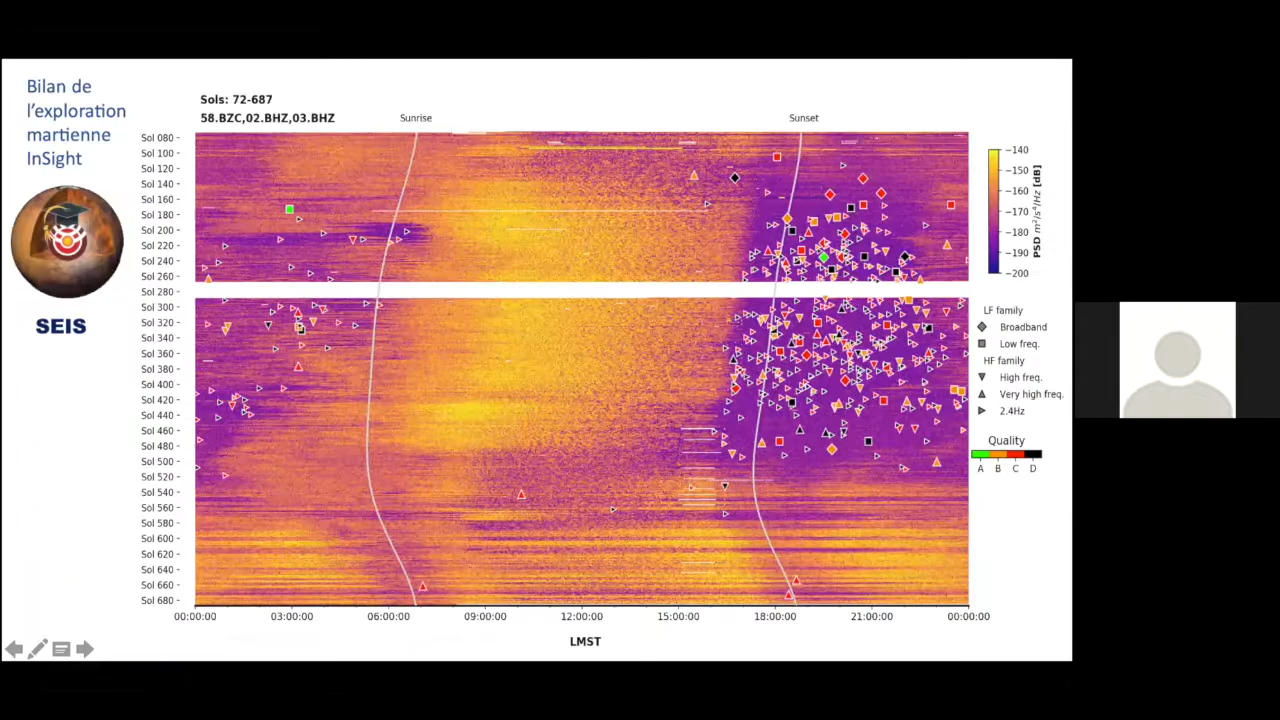 Bilan de
l'exploration
martienne
InSight
SEIS
Sols: 72-687
58.BZC,02.BHZ,03.BHZ
Sunrise
Sunset
Sol 080
Sol 100
Sol 120
Sol 140
Sol 160
Sol 180
Sol 200
Sol 220
Sol 240
Sol 260
Sol 280
Sol 300
Sol 320
Sol 340
Sol 360
Sol 380
Sol 400
Sol 420
Sol 440
Sol 460
Sol 480
Sol 500
Sol 520
Sol 540
Sol 560
Sol 580
Sol 600
Sol 620
Sol 640
Sol 660
Sol 680
00:00:00 03:00:00 06:00:00 09:00:00 12:00:00 15:00:00 18:00:00 21:00:00 00:00:00
LMST
−140
−150
−160
−170
−180
−190
−200
PSD m²/s⁴/Hz [dB]
LF family
Broadband
Low freq.
HF family
High freq.
Very high freq.
2.4Hz
Quality
A B C D